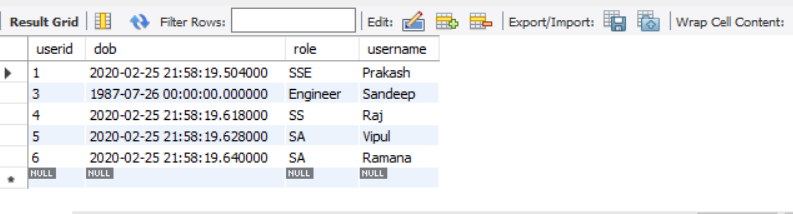 Result Grid Filter Rows: Edit: Export/Import: Wrap Cell Content:
userid dob role username
1 2020-02-25 21:58:19.504000 SSE Prakash
3 1987-07-26 00:00:00.000000 Engineer Sandeep
4 2020-02-25 21:58:19.618000 SS Raj
5 2020-02-25 21:58:19.628000 SA Vipul
6 2020-02-25 21:58:19.640000 SA Ramana
NULL NULL NULL NULL